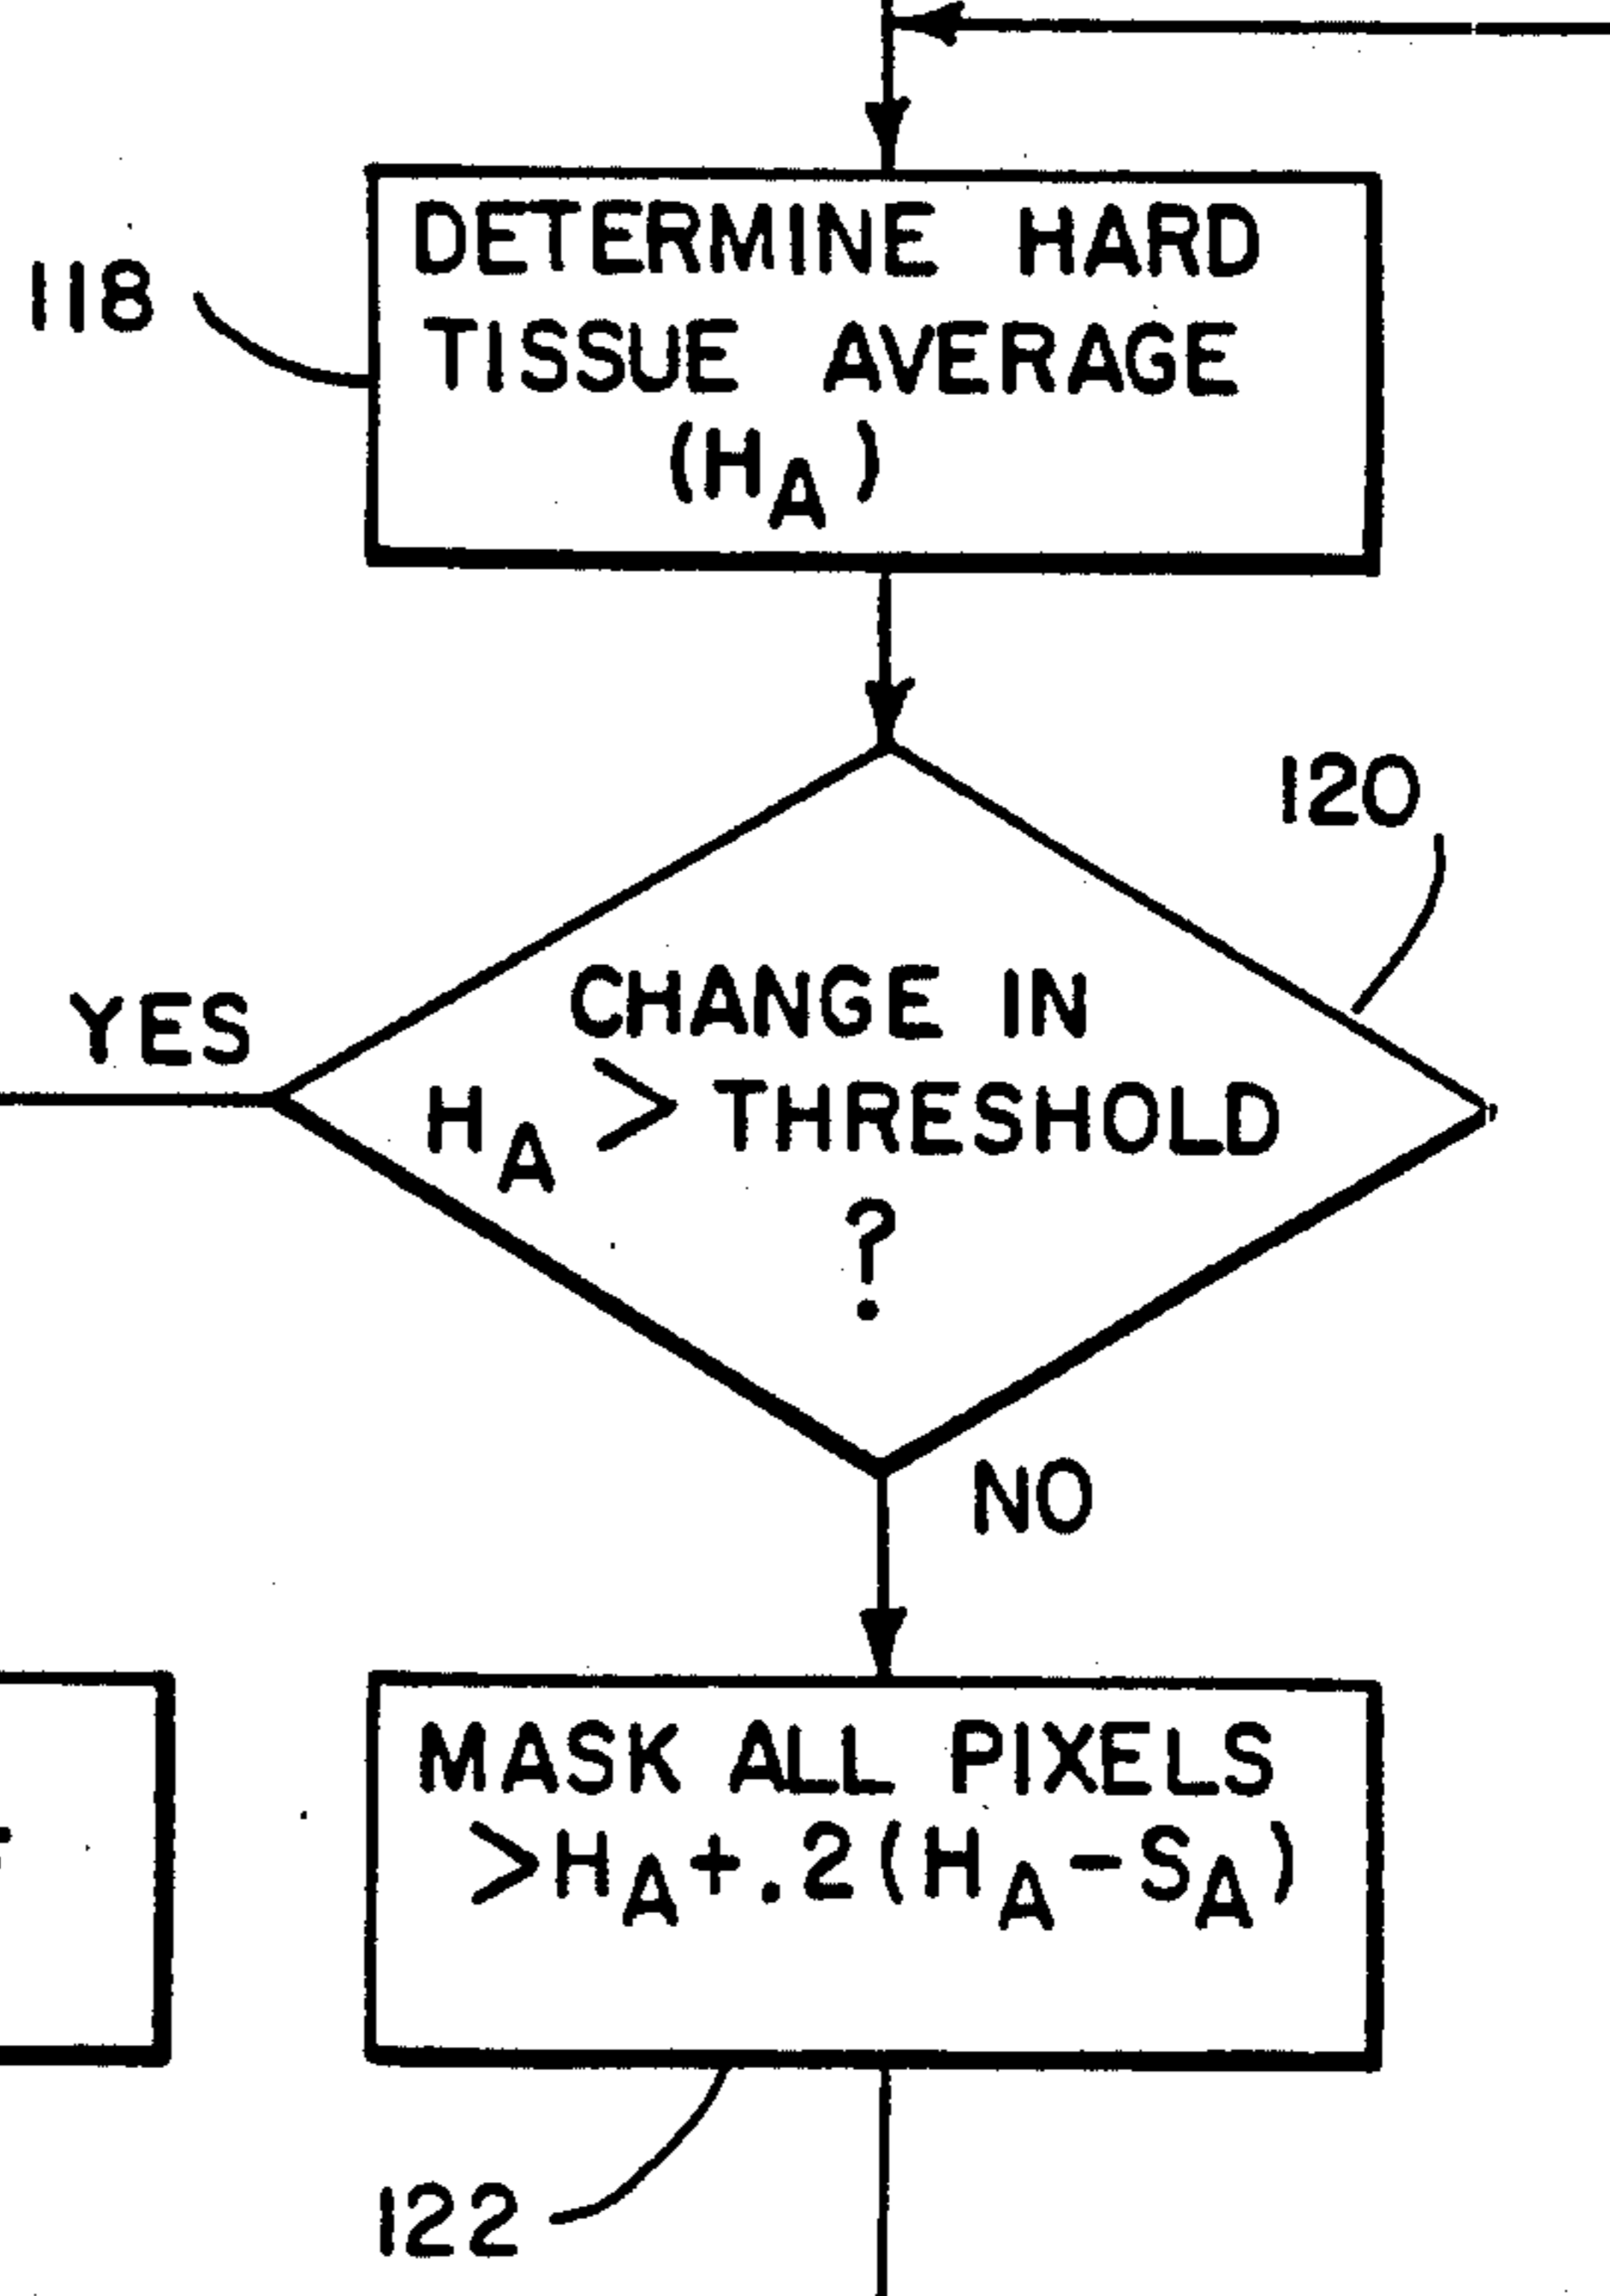 118
DETERMINE HARD
TISSUE AVERAGE
(HA)
120
YES
CHANGE IN
HA > THRESHOLD
?
NO
MASK ALL PIXELS
>HA+.2(HA-SA)
122